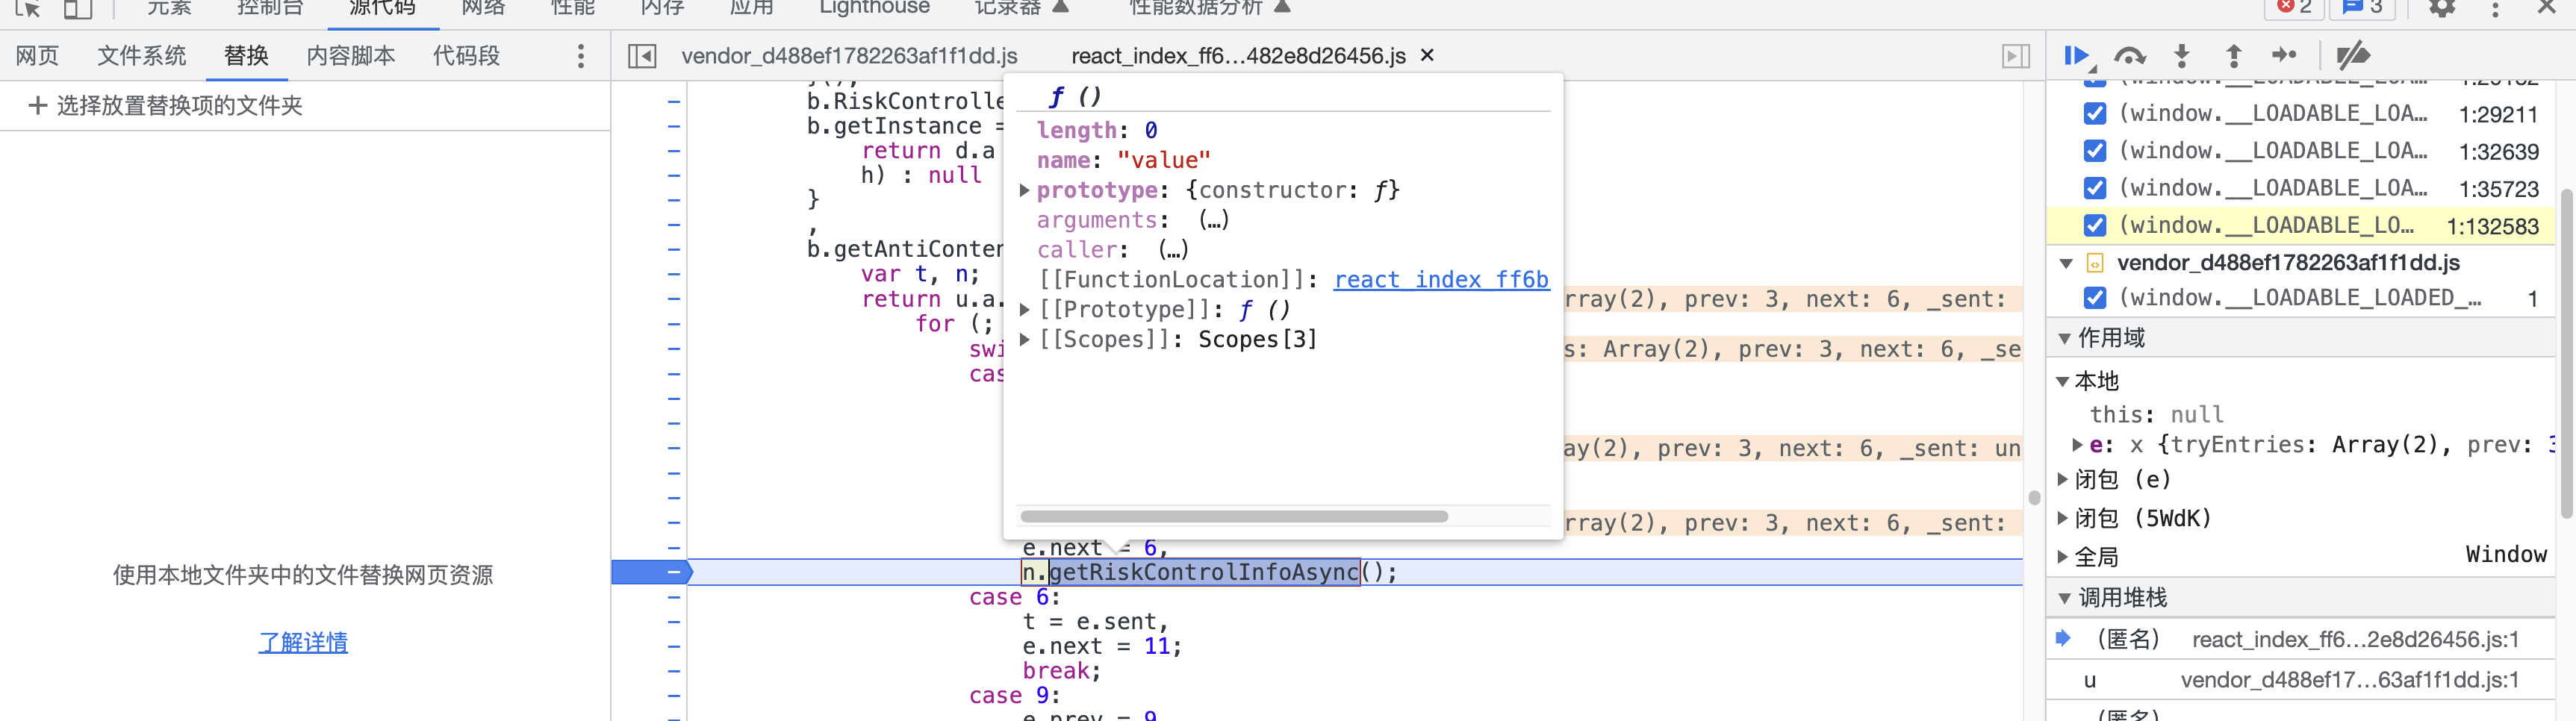 元素 控制台 源代码 网络 性能 内存 应用 Lighthouse 记录器 性能数据分析 2 3
网页 文件系统 替换 内容脚本 代码段
+ 选择放置替换项的文件夹
使用本地文件夹中的文件替换网页资源
了解详情
vendor_d488ef1782263af1f1dd.js react_index_ff6…482e8d26456.js ×
b.RiskControlle
b.getInstance =
return d.a
h) : null
}
,
b.getAntiConten
var t, n;
return u.a. rray(2), prev: 3, next: 6, _sent:
for (;
swi s: Array(2), prev: 3, next: 6, _se
cas
ay(2), prev: 3, next: 6, _sent: un
rray(2), prev: 3, next: 6, _sent:
e.next = 6,
n.getRiskControlInfoAsync();
case 6:
t = e.sent,
e.next = 11;
break;
case 9:
e.prev = 9
ƒ ()
length: 0
name: "value"
prototype: {constructor: ƒ}
arguments: (…)
caller: (…)
[[FunctionLocation]]: react_index_ff6b
[[Prototype]]: ƒ ()
[[Scopes]]: Scopes[3]
(window.__LOADABLE_LOA… 1:29211
(window.__LOADABLE_LOA… 1:32639
(window.__LOADABLE_LOA… 1:35723
(window.__LOADABLE_LO… 1:132583
vendor_d488ef1782263af1f1dd.js
(window.__LOADABLE_LOADED_… 1
作用域
本地
this: null
e: x {tryEntries: Array(2), prev: 3
闭包 (e)
闭包 (5WdK)
全局 Window
调用堆栈
(匿名) react_index_ff6…2e8d26456.js:1
u vendor_d488ef17…63af1f1dd.js:1
(匿名)